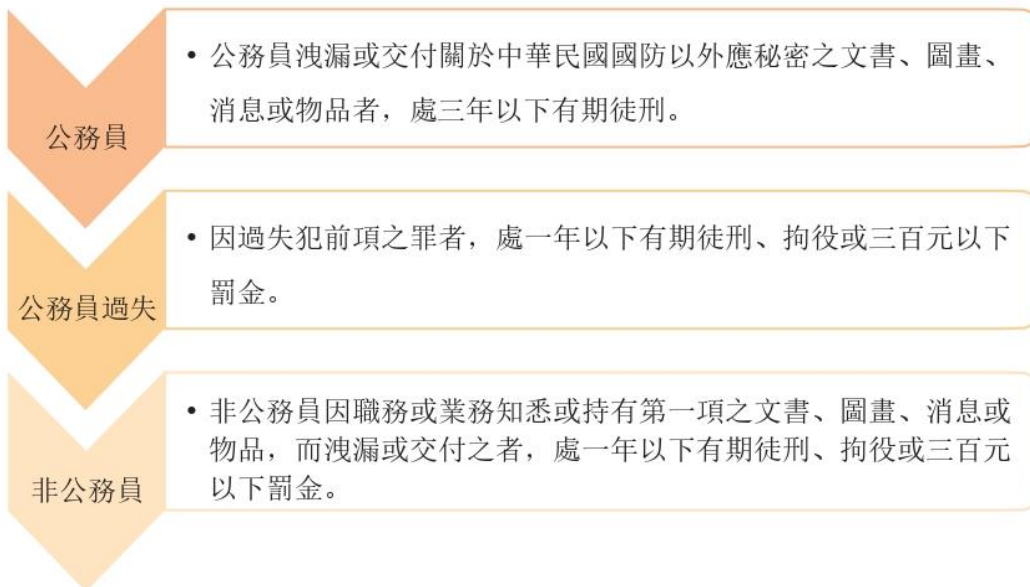 公務員
• 公務員洩漏或交付關於中華民國國防以外應秘密之文書、圖畫、
消息或物品者，處三年以下有期徒刑。
公務員過失
• 因過失犯前項之罪者，處一年以下有期徒刑、拘役或三百元以下
罰金。
非公務員
• 非公務員因職務或業務知悉或持有第一項之文書、圖畫、消息或
物品，而洩漏或交付之者，處一年以下有期徒刑、拘役或三百元
以下罰金。